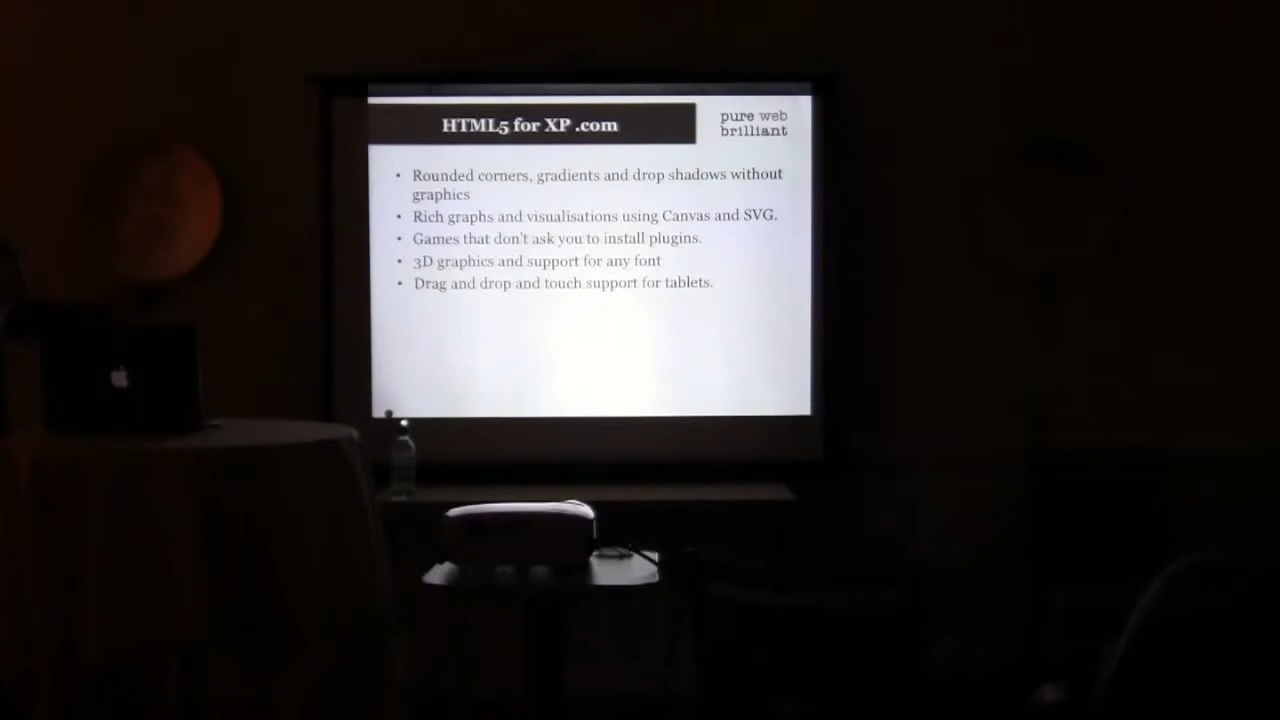 HTML5 for XP .com
pure web
brilliant
• Rounded corners, gradients and drop shadows without
graphics
• Rich graphs and visualisations using Canvas and SVG.
• Games that don't ask you to install plugins.
• 3D graphics and support for any font
• Drag and drop and touch support for tablets.